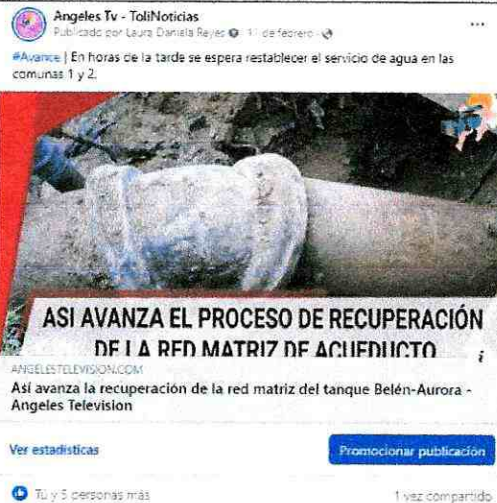 Angeles Tv - ToliNoticias
Publicado por Laura Daniela Reyes · 11 de febrero ·
#Avance | En horas de la tarde se espera restablecer el servicio de agua en las
comunas 1 y 2.
ASI AVANZA EL PROCESO DE RECUPERACIÓN
DE LA RED MATRIZ DE ACUEDUCTO
ANGELESTELEVISION.COM
Así avanza la recuperación de la red matriz del tanque Belén-Aurora -
Angeles Television
Ver estadísticas
Promocionar publicación
Tú y 5 personas más
1 vez compartido